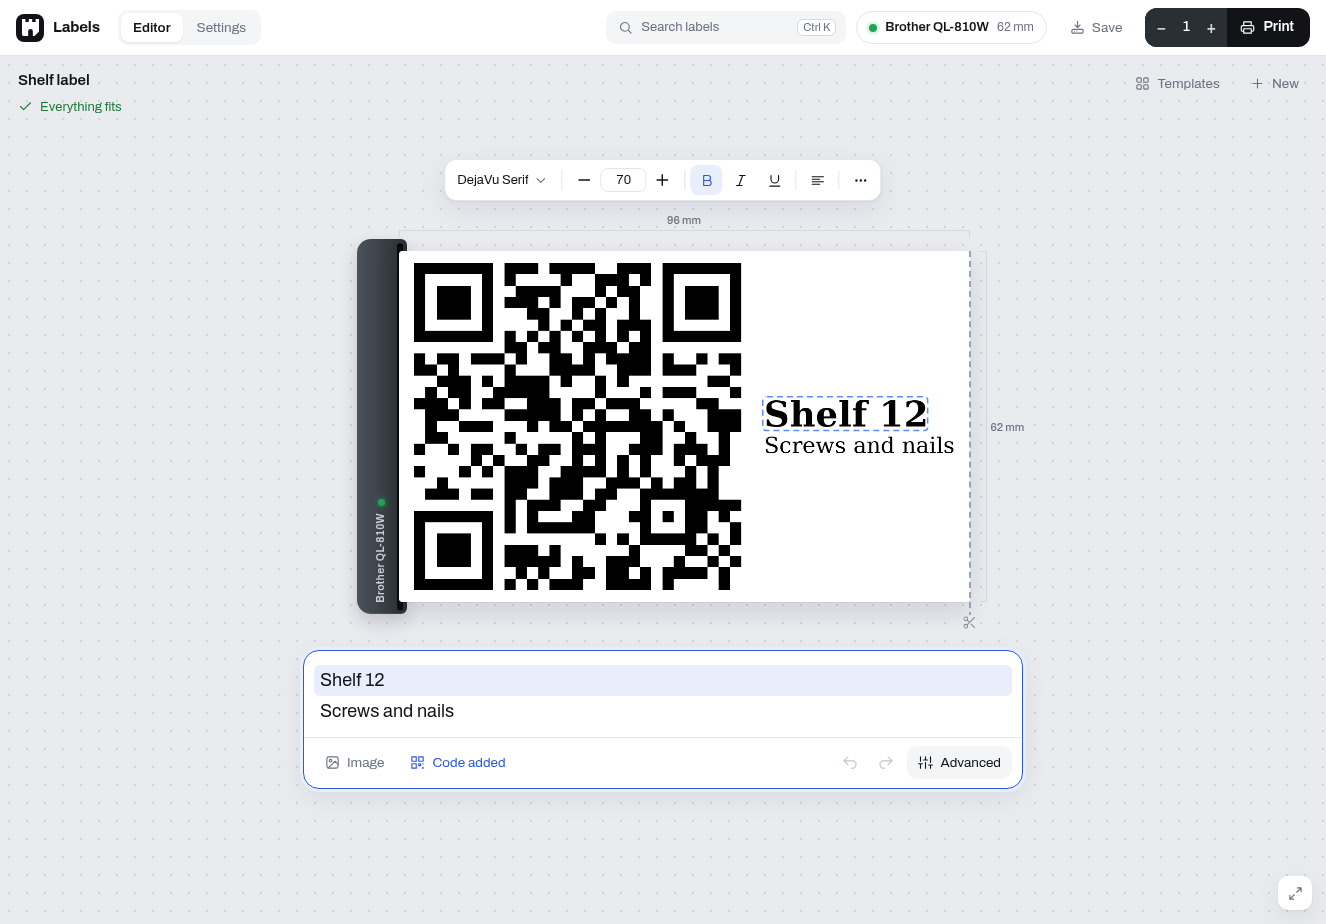 Labels
Editor
Settings
Search labels
Ctrl K
Brother QL-810W 62 mm
Save
− 1 +
Print
Shelf label
Everything fits
Templates
New
DejaVu Serif
70
B I U
96 mm
Shelf 12
Screws and nails
62 mm
Brother QL-810W
Shelf 12
Screws and nails
Image
Code added
Advanced